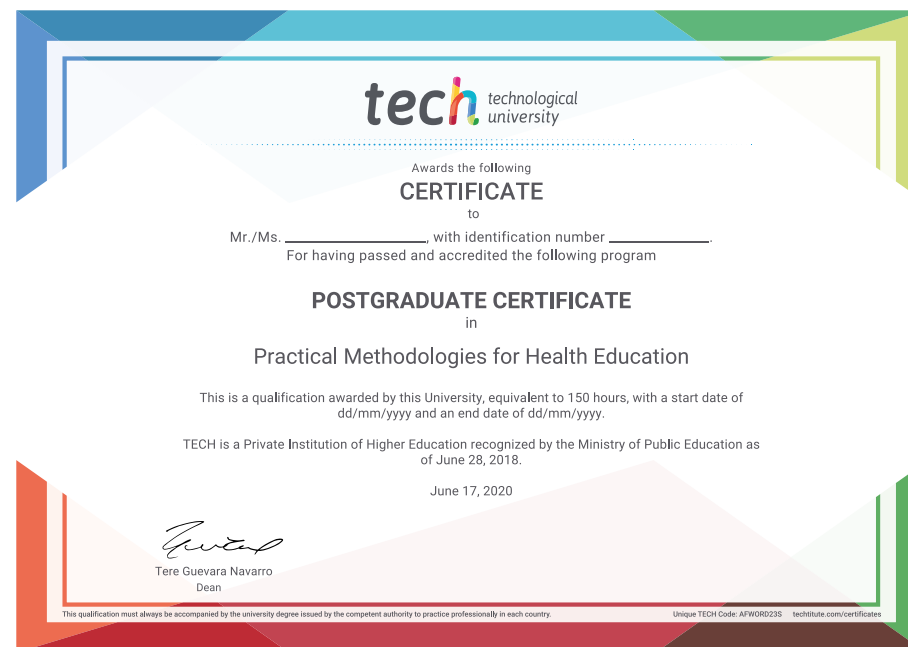 tech technological
university
Awards the following
CERTIFICATE
to
Mr./Ms. ____________________, with identification number ______________.
For having passed and accredited the following program
POSTGRADUATE CERTIFICATE
in
Practical Methodologies for Health Education
This is a qualification awarded by this University, equivalent to 150 hours, with a start date of
dd/mm/yyyy and an end date of dd/mm/yyyy.
TECH is a Private Institution of Higher Education recognized by the Ministry of Public Education as
of June 28, 2018.
June 17, 2020
Tere Guevara Navarro
Dean
This qualification must always be accompanied by the university degree issued by the competent authority to practice professionally in each country. Unique TECH Code: AFWORD23S techtitute.com/certificates